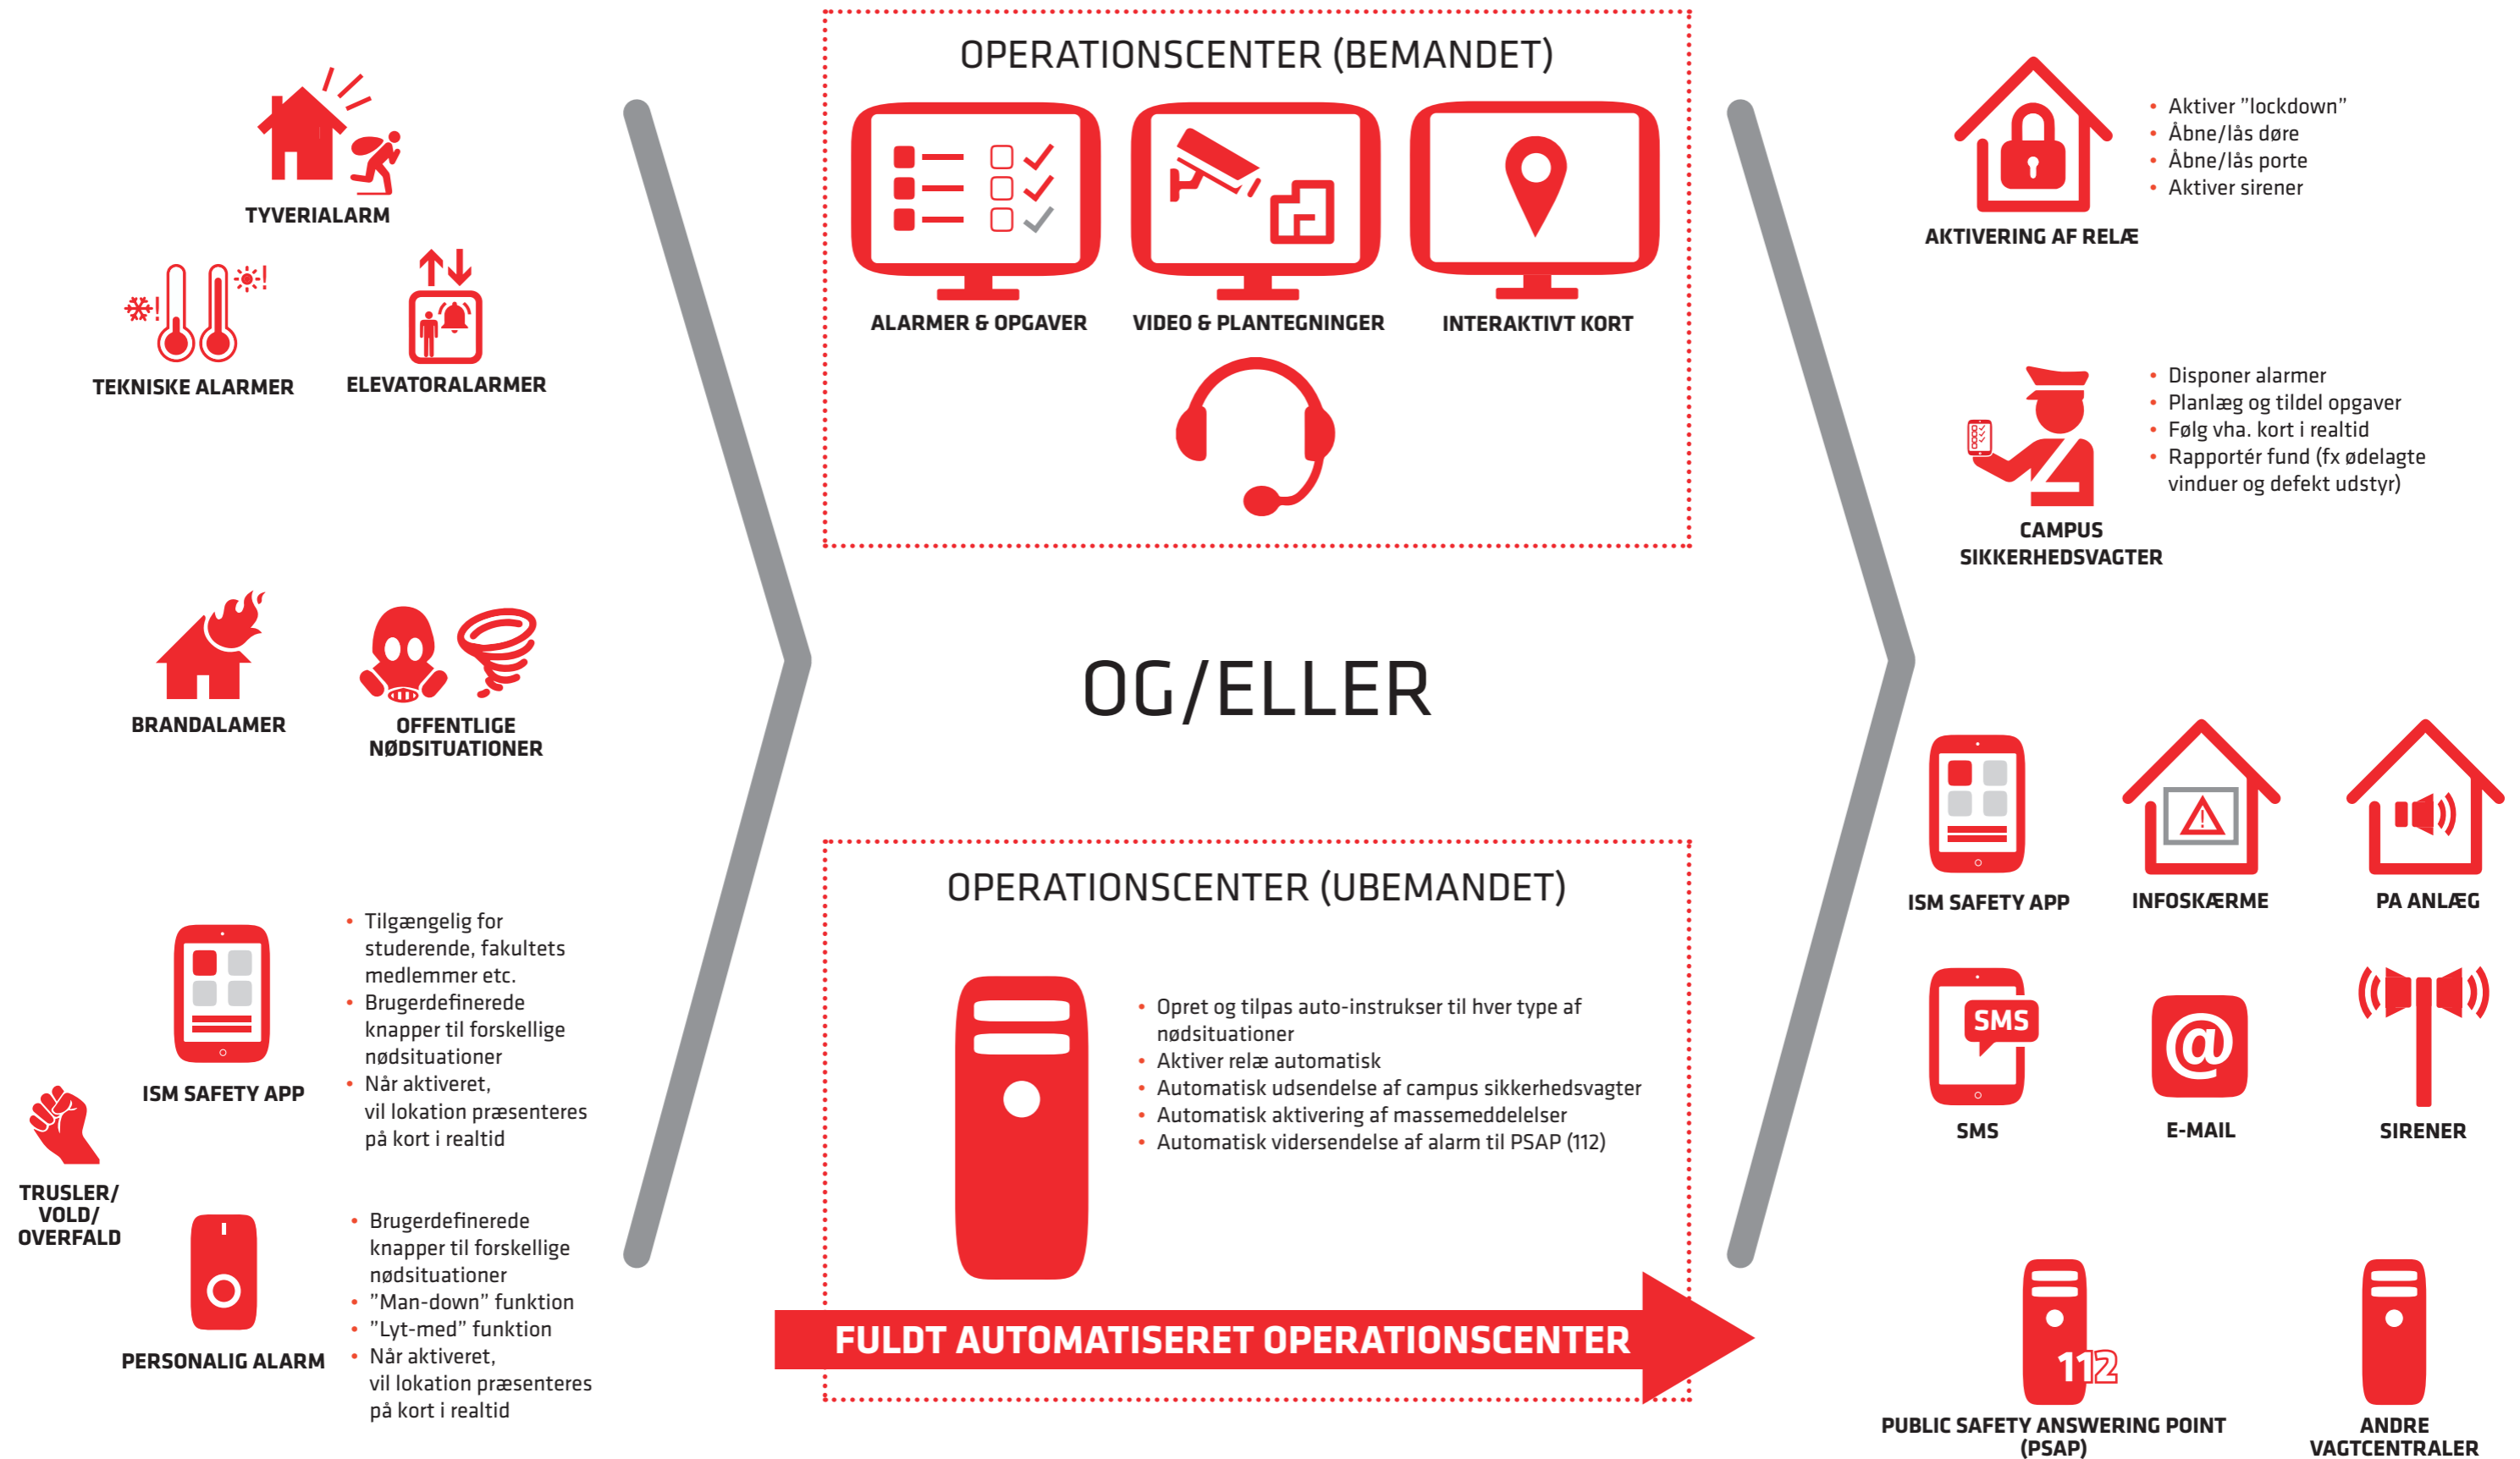 TYVERIALARM
TEKNISKE ALARMER
ELEVATORALARMER
BRANDALAMER
OFFENTLIGE
NØDSITUATIONER
ISM SAFETY APP
• Tilgængelig for
studerende, fakultets
medlemmer etc.
• Brugerdefinerede
knapper til forskellige
nødsituationer
• Når aktiveret,
vil lokation præsenteres
på kort i realtid
TRUSLER/
VOLD/
OVERFALD
PERSONALIG ALARM
• Brugerdefinerede
knapper til forskellige
nødsituationer
• ”Man-down” funktion
• ”Lyt-med” funktion
• Når aktiveret,
vil lokation præsenteres
på kort i realtid
OPERATIONSCENTER (BEMANDET)
ALARMER & OPGAVER
VIDEO & PLANTEGNINGER
INTERAKTIVT KORT
OG/ELLER
OPERATIONSCENTER (UBEMANDET)
• Opret og tilpas auto-instrukser til hver type af
nødsituationer
• Aktiver relæ automatisk
• Automatisk udsendelse af campus sikkerhedsvagter
• Automatisk aktivering af massemeddelelser
• Automatisk vidersendelse af alarm til PSAP (112)
FULDT AUTOMATISERET OPERATIONSCENTER
AKTIVERING AF RELÆ
• Aktiver ”lockdown”
• Åbne/lås døre
• Åbne/lås porte
• Aktiver sirener
CAMPUS
SIKKERHEDSVAGTER
• Disponer alarmer
• Planlæg og tildel opgaver
• Følg vha. kort i realtid
• Rapportér fund (fx ødelagte
vinduer og defekt udstyr)
ISM SAFETY APP
INFOSKÆRME
PA ANLÆG
SMS
SMS
@
E-MAIL
SIRENER
112
PUBLIC SAFETY ANSWERING POINT
(PSAP)
ANDRE
VAGTCENTRALER